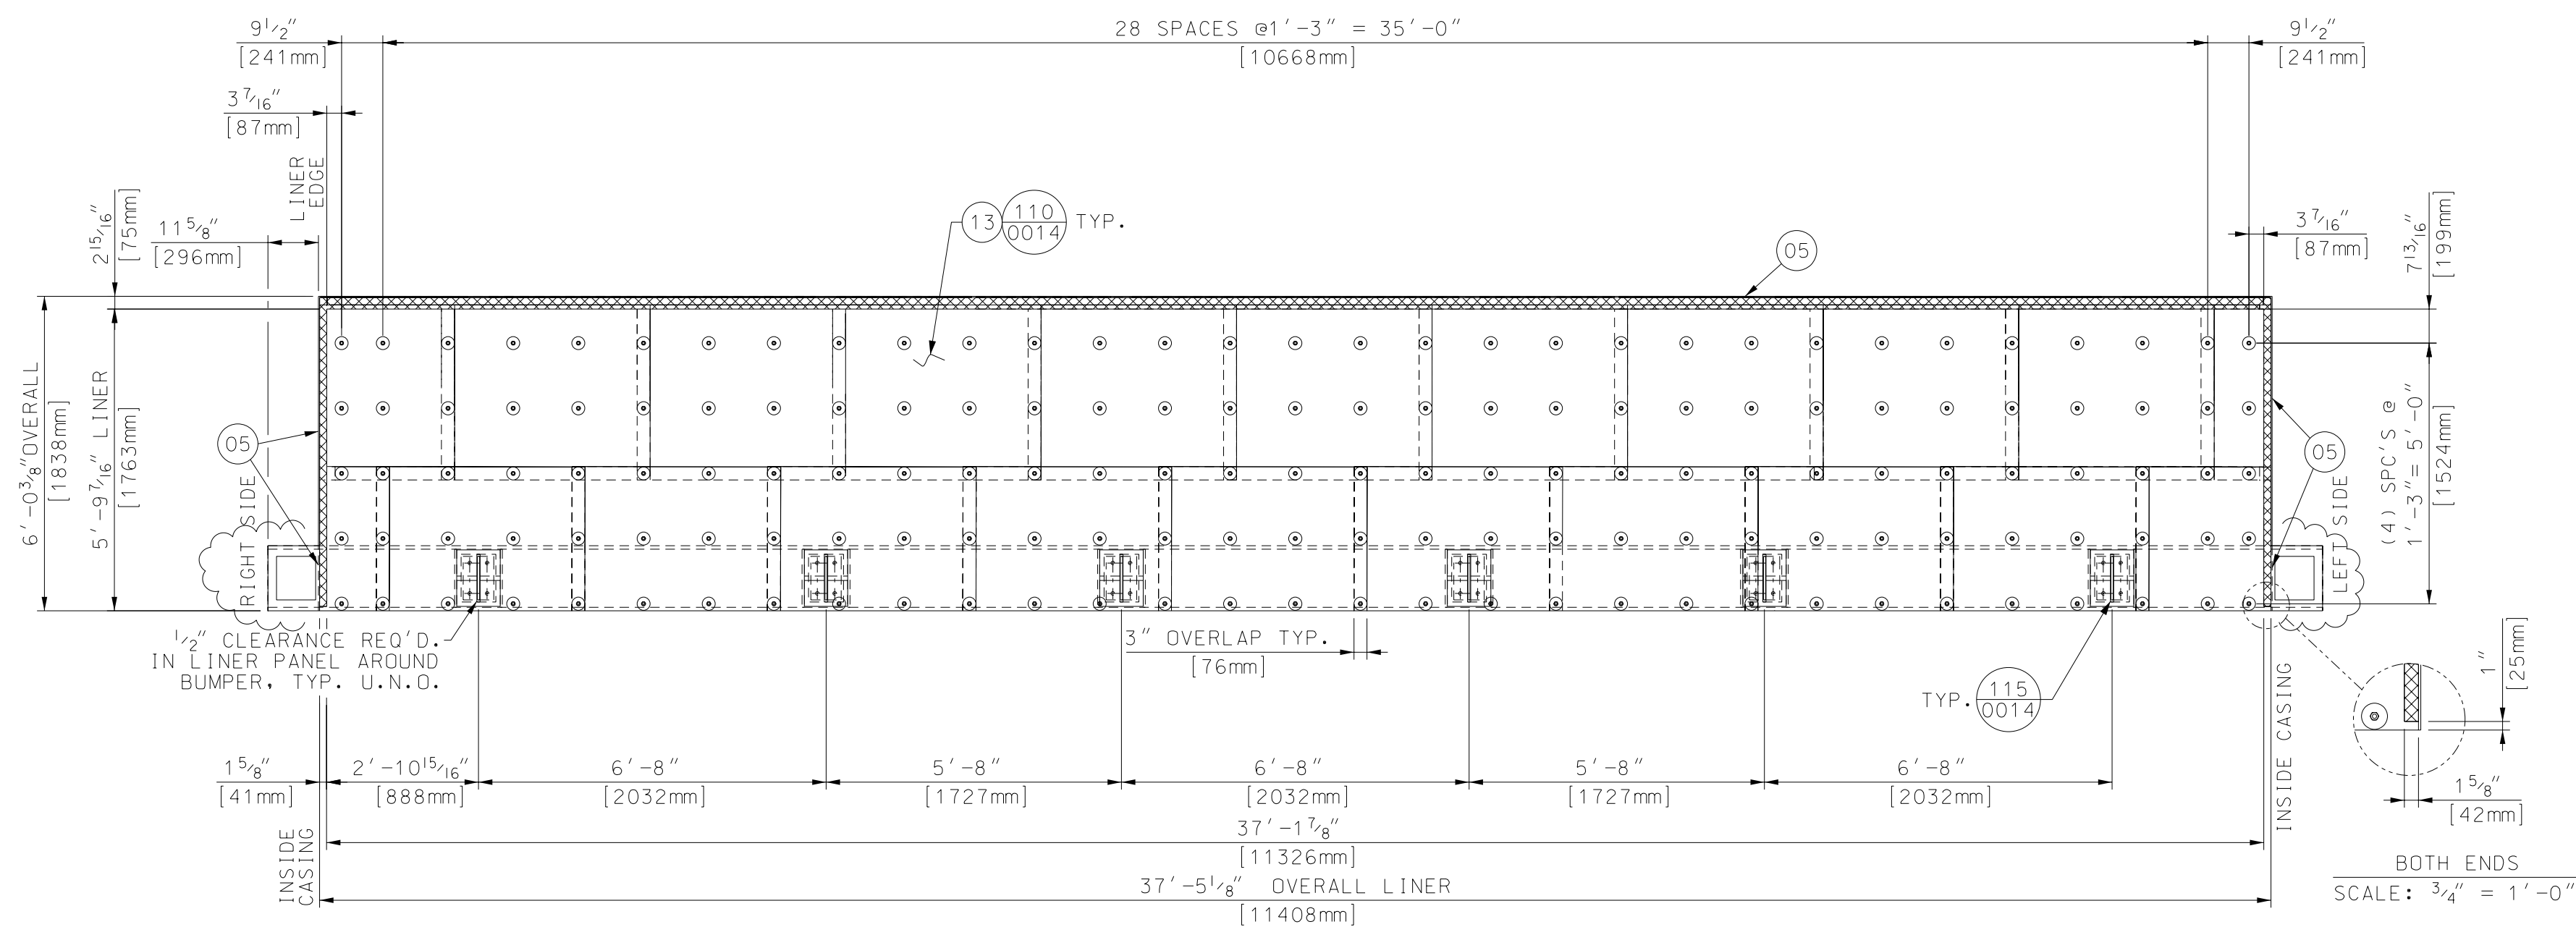 9 1/2" 28 SPACES @1'-3" = 35'-0" 9 1/2"
[241mm] [10668mm] [241mm]
3 7/16"
[87mm]
LINER
EDGE
2 15/16"
[75mm]
11 5/8"
[296mm]
13 110 TYP.
0014
05
3 7/16"
[87mm]
7 13/16"
[199mm]
6'-0 3/8" OVERALL
[1838mm]
5'-9 7/16" LINER
[1763mm]
05
RIGHT SIDE
05
LEFT SIDE
(4) SPC'S @
1'-3"= 5'-0"
[1524mm]
1/2" CLEARANCE REQ'D.
IN LINER PANEL AROUND
BUMPER, TYP. U.N.O.
3" OVERLAP TYP.
[76mm]
TYP. 115
0014
INSIDE CASING
1"
[25mm]
1 5/8"
[42mm]
1 5/8" 2'-10 15/16" 6'-8" 5'-8" 6'-8" 5'-8" 6'-8"
[41mm] [888mm] [2032mm] [1727mm] [2032mm] [1727mm] [2032mm]
INSIDE
CASING
37'-1 7/8"
[11326mm]
37'-5 1/8" OVERALL LINER
[11408mm]
BOTH ENDS
SCALE: 3/4" = 1'-0"